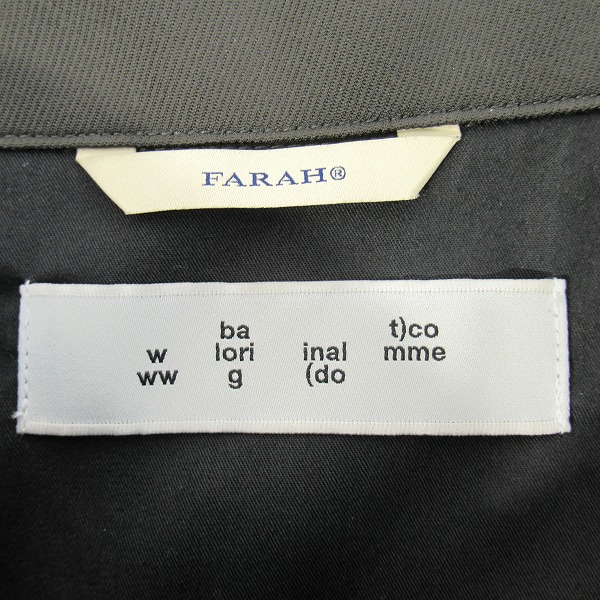 FARAH®
ba t)co
w lori inal mme
ww g (do